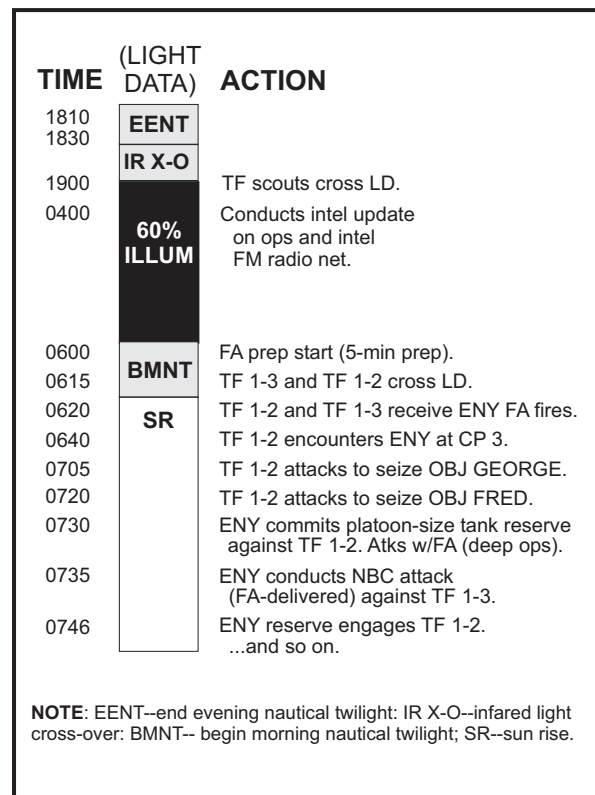 TIME (LIGHT DATA) ACTION
1810 EENT
1830
IR X-O
1900 TF scouts cross LD.
0400 Conducts intel update
on ops and intel
FM radio net.
60%
ILLUM
0600 FA prep start (5-min prep).
BMNT
0615 TF 1-3 and TF 1-2 cross LD.
0620 SR TF 1-2 and TF 1-3 receive ENY FA fires.
0640 TF 1-2 encounters ENY at CP 3.
0705 TF 1-2 attacks to seize OBJ GEORGE.
0720 TF 1-2 attacks to seize OBJ FRED.
0730 ENY commits platoon-size tank reserve
against TF 1-2. Atks w/FA (deep ops).
0735 ENY conducts NBC attack
(FA-delivered) against TF 1-3.
0746 ENY reserve engages TF 1-2.
...and so on.
NOTE: EENT--end evening nautical twilight: IR X-O--infared light
cross-over: BMNT-- begin morning nautical twilight; SR--sun rise.